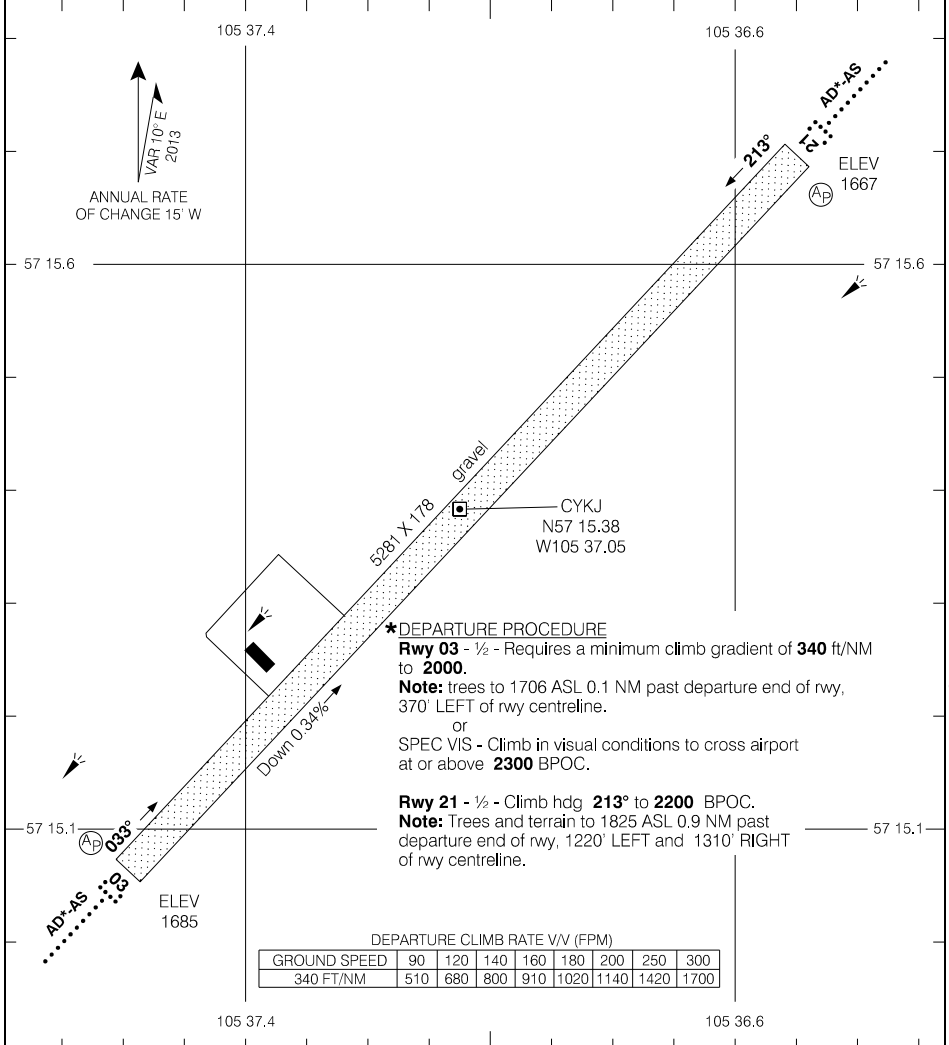 105 37.4
105 36.6
AD*-AS
21
213°
ELEV
1667
AP
VAR 10° E
2013
ANNUAL RATE
OF CHANGE 15' W
57 15.6
57 15.6
gravel
5281 X 178
CYKJ
N57 15.38
W105 37.05
*DEPARTURE PROCEDURE
Rwy 03 - ½ - Requires a minimum climb gradient of 340 ft/NM
to 2000.
Note: trees to 1706 ASL 0.1 NM past departure end of rwy,
370' LEFT of rwy centreline.
or
SPEC VIS - Climb in visual conditions to cross airport
at or above 2300 BPOC.
Rwy 21 - ½ - Climb hdg 213° to 2200 BPOC.
Note: Trees and terrain to 1825 ASL 0.9 NM past
departure end of rwy, 1220' LEFT and 1310' RIGHT
of rwy centreline.
Down 0.34%
57 15.1
57 15.1
AP
033°
03
AD*-AS
ELEV
1685
DEPARTURE CLIMB RATE V/V (FPM)
GROUND SPEED 90 120 140 160 180 200 250 300
340 FT/NM 510 680 800 910 1020 1140 1420 1700
105 37.4
105 36.6